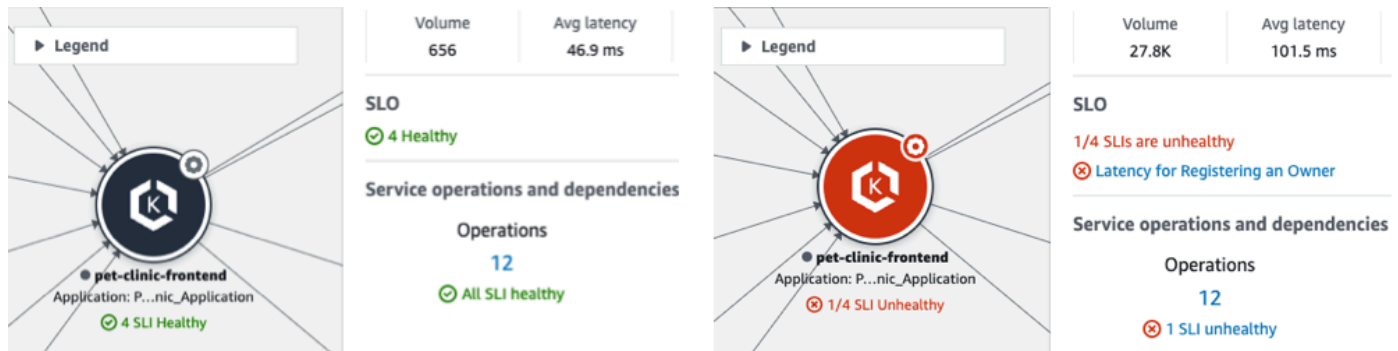 ▶ Legend
pet-clinic-frontend
Application: P...nic_Application
4 SLI Healthy
Volume
656
Avg latency
46.9 ms
SLO
4 Healthy
Service operations and dependencies
Operations
12
All SLI healthy
▶ Legend
pet-clinic-frontend
Application: P...nic_Application
1/4 SLI Unhealthy
Volume
27.8K
Avg latency
101.5 ms
SLO
1/4 SLIs are unhealthy
Latency for Registering an Owner
Service operations and dependencies
Operations
12
1 SLI unhealthy
K
K